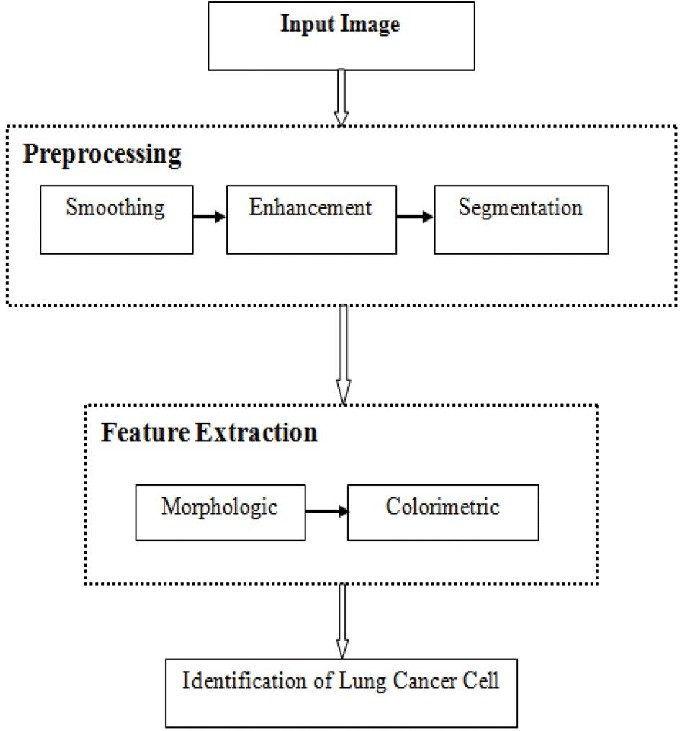 Input Image
Preprocessing
Smoothing
Enhancement
Segmentation
Feature Extraction
Morphologic
Colorimetric
Identification of Lung Cancer Cell